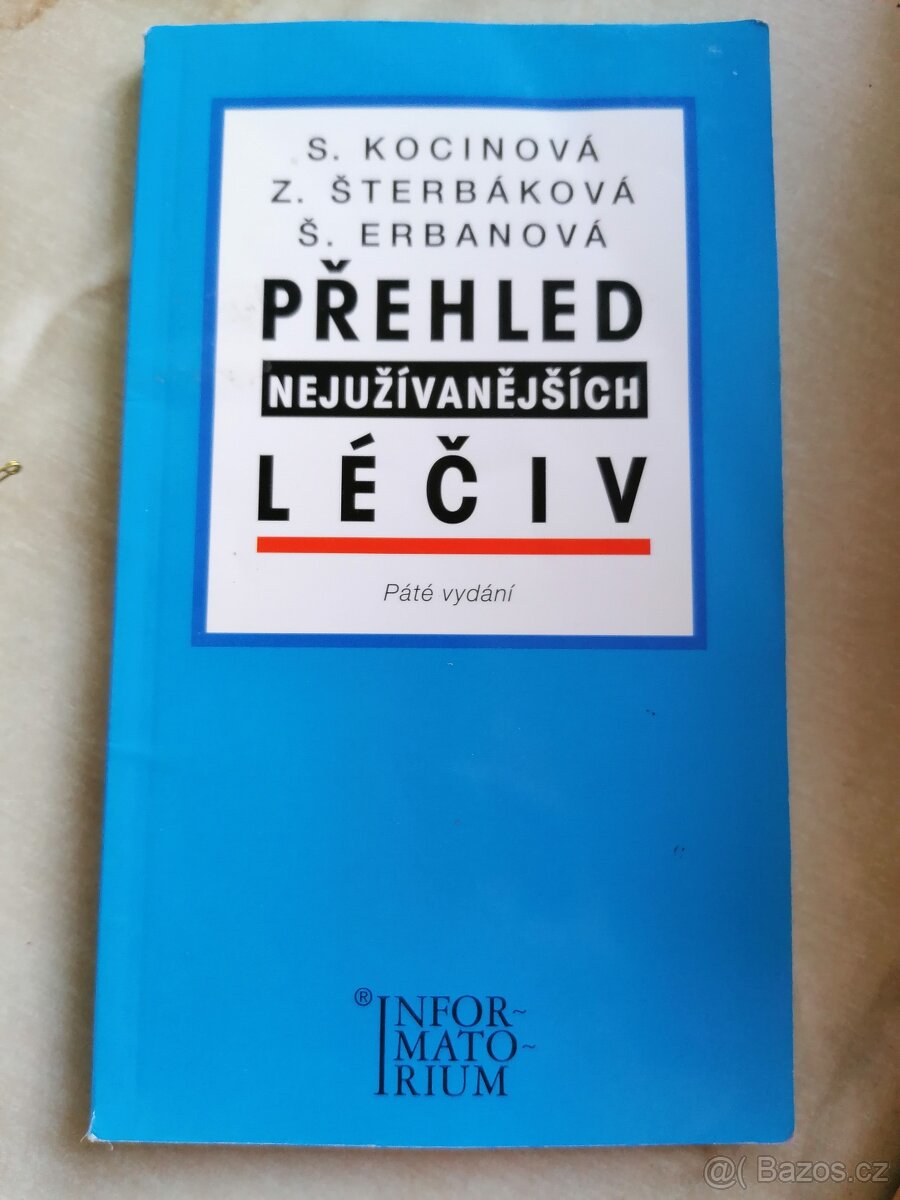 S. KOCINOVÁ
Z. ŠTERBÁKOVÁ
Š. ERBANOVÁ
PŘEHLED
NEJUŽÍVANĚJŠÍCH
LÉČIV
Páté vydání
® INFOR~
MATO~
RIUM
@( Bazos.cz